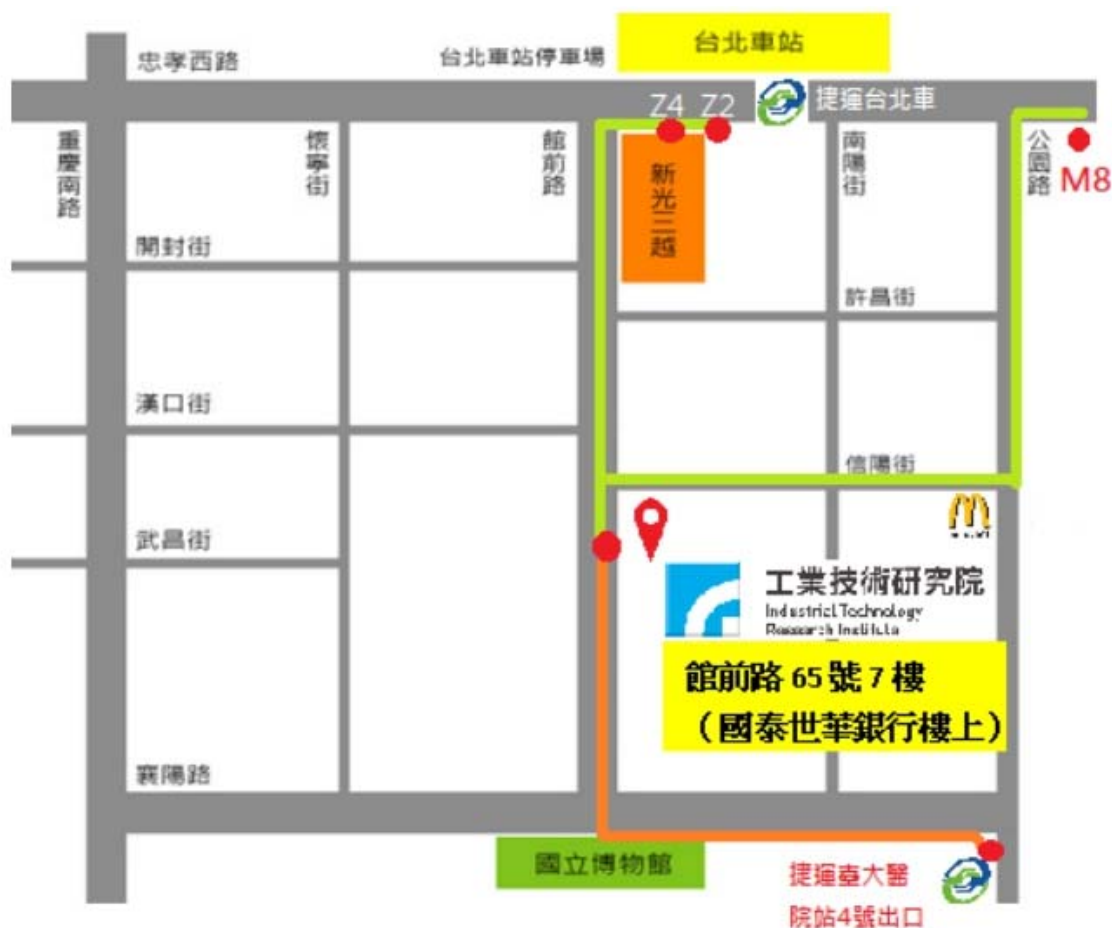 台北車站
忠孝西路
台北車站停車場
捷運台北車
Z4
Z2
重慶南路
懷寧街
館前路
新光三越
南陽街
公園路
M8
開封街
許昌街
漢口街
信陽街
武昌街
工業技術研究院
Industrial Technology
Research Institute
館前路 65 號 7 樓
（國泰世華銀行樓上）
襄陽路
國立博物館
捷運臺大醫
院站4號出口